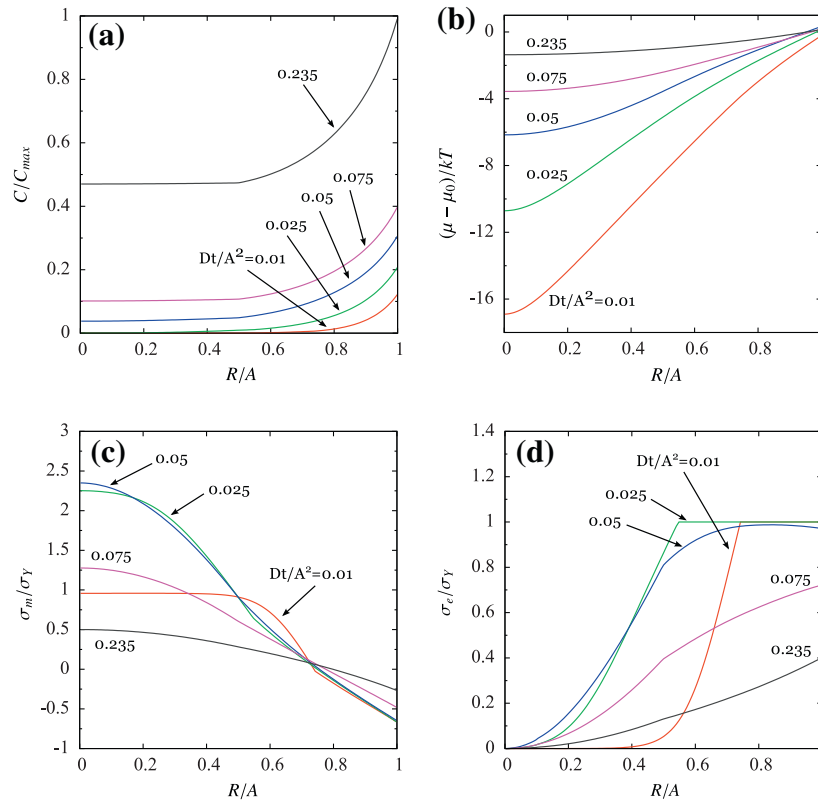 (a)
1
0.8
0.6
0.4
0.2
0
0 0.2 0.4 0.6 0.8 1
C/C_max
R/A
0.235
0.075
0.05
0.025
Dt/A²=0.01
(b)
0
-4
-8
-12
-16
0 0.2 0.4 0.6 0.8
(μ − μ₀)/kT
R/A
0.235
0.075
0.05
0.025
Dt/A²=0.01
(c)
3
2.5
2
1.5
1
0.5
0
-0.5
-1
0 0.2 0.4 0.6 0.8 1
σ_m/σ_Y
R/A
0.05
0.025
0.075
Dt/A²=0.01
0.235
(d)
1.4
1.2
1
0.8
0.6
0.4
0.2
0
0 0.2 0.4 0.6 0.8
σ_e/σ_Y
R/A
Dt/A²=0.01
0.025
0.05
0.075
0.235